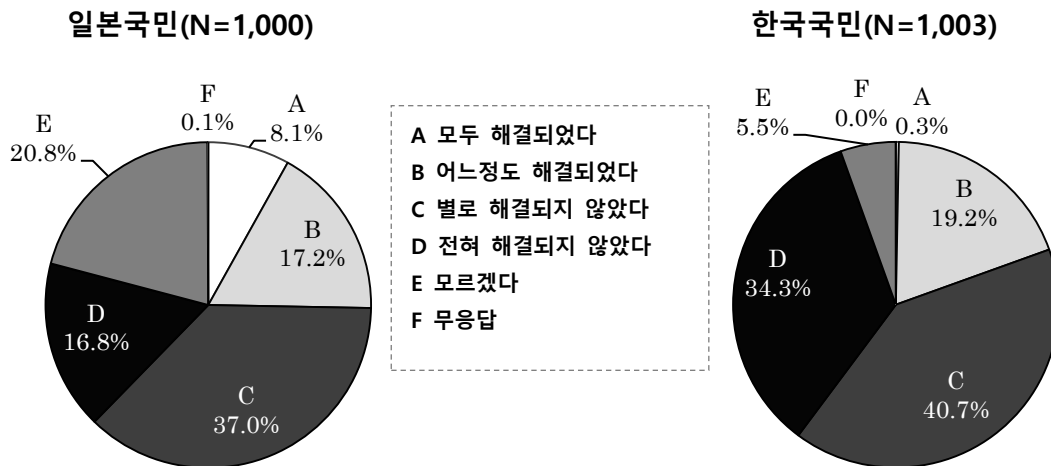 일본국민(N=1,000)
한국국민(N=1,003)
A
8.1%
B
17.2%
C
37.0%
D
16.8%
E
20.8%
F
0.1%
A 모두 해결되었다
B 어느정도 해결되었다
C 별로 해결되지 않았다
D 전혀 해결되지 않았다
E 모르겠다
F 무응답
A
0.3%
B
19.2%
C
40.7%
D
34.3%
E
5.5%
F
0.0%